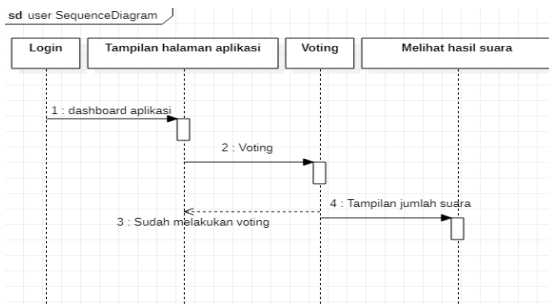 sd user SequenceDiagram
Login
Tampilan halaman aplikasi
Voting
Melihat hasil suara
1 : dashboard aplikasi
2 : Voting
3 : Sudah melakukan voting
4 : Tampilan jumlah suara